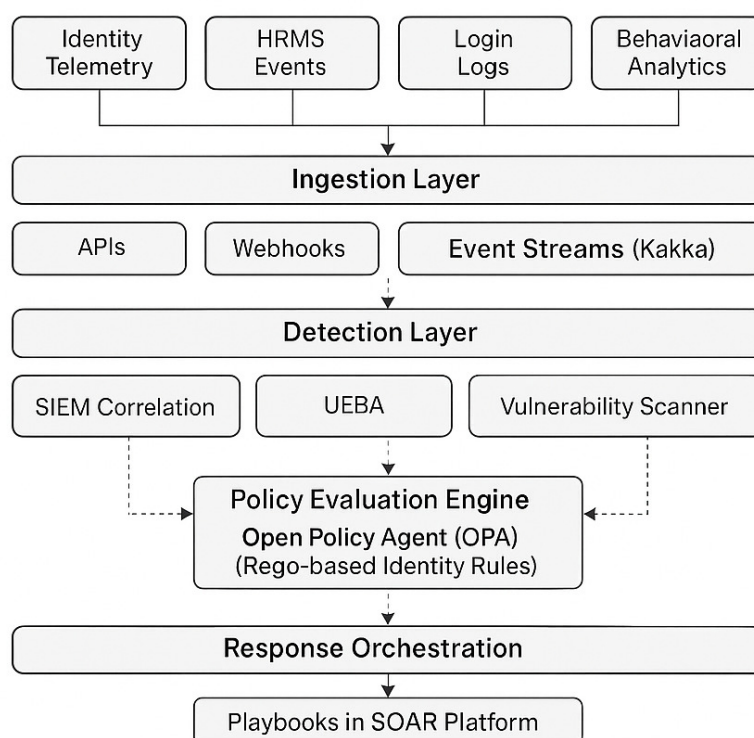 Identity
Telemetry
HRMS
Events
Login
Logs
Behaviaoral
Analytics
Ingestion Layer
APIs
Webhooks
Event Streams (Kakka)
Detection Layer
SIEM Correlation
UEBA
Vulnerability Scanner
Policy Evaluation Engine
Open Policy Agent (OPA)
(Rego-based Identity Rules)
Response Orchestration
Playbooks in SOAR Platform